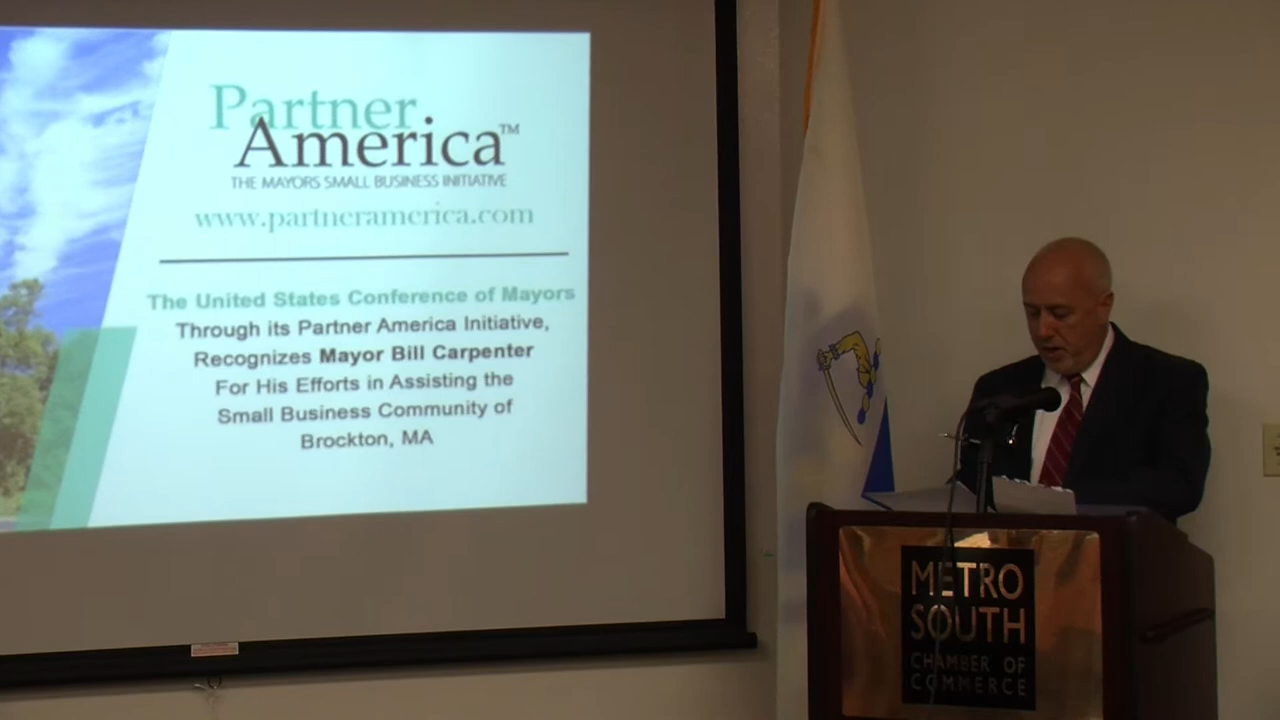 Partner
America™
THE MAYORS SMALL BUSINESS INITIATIVE
www.partneramerica.com
The United States Conference of Mayors
Through its Partner America Initiative,
Recognizes Mayor Bill Carpenter
For His Efforts in Assisting the
Small Business Community of
Brockton, MA
METRO
SOUTH
CHAMBER OF
COMMERCE